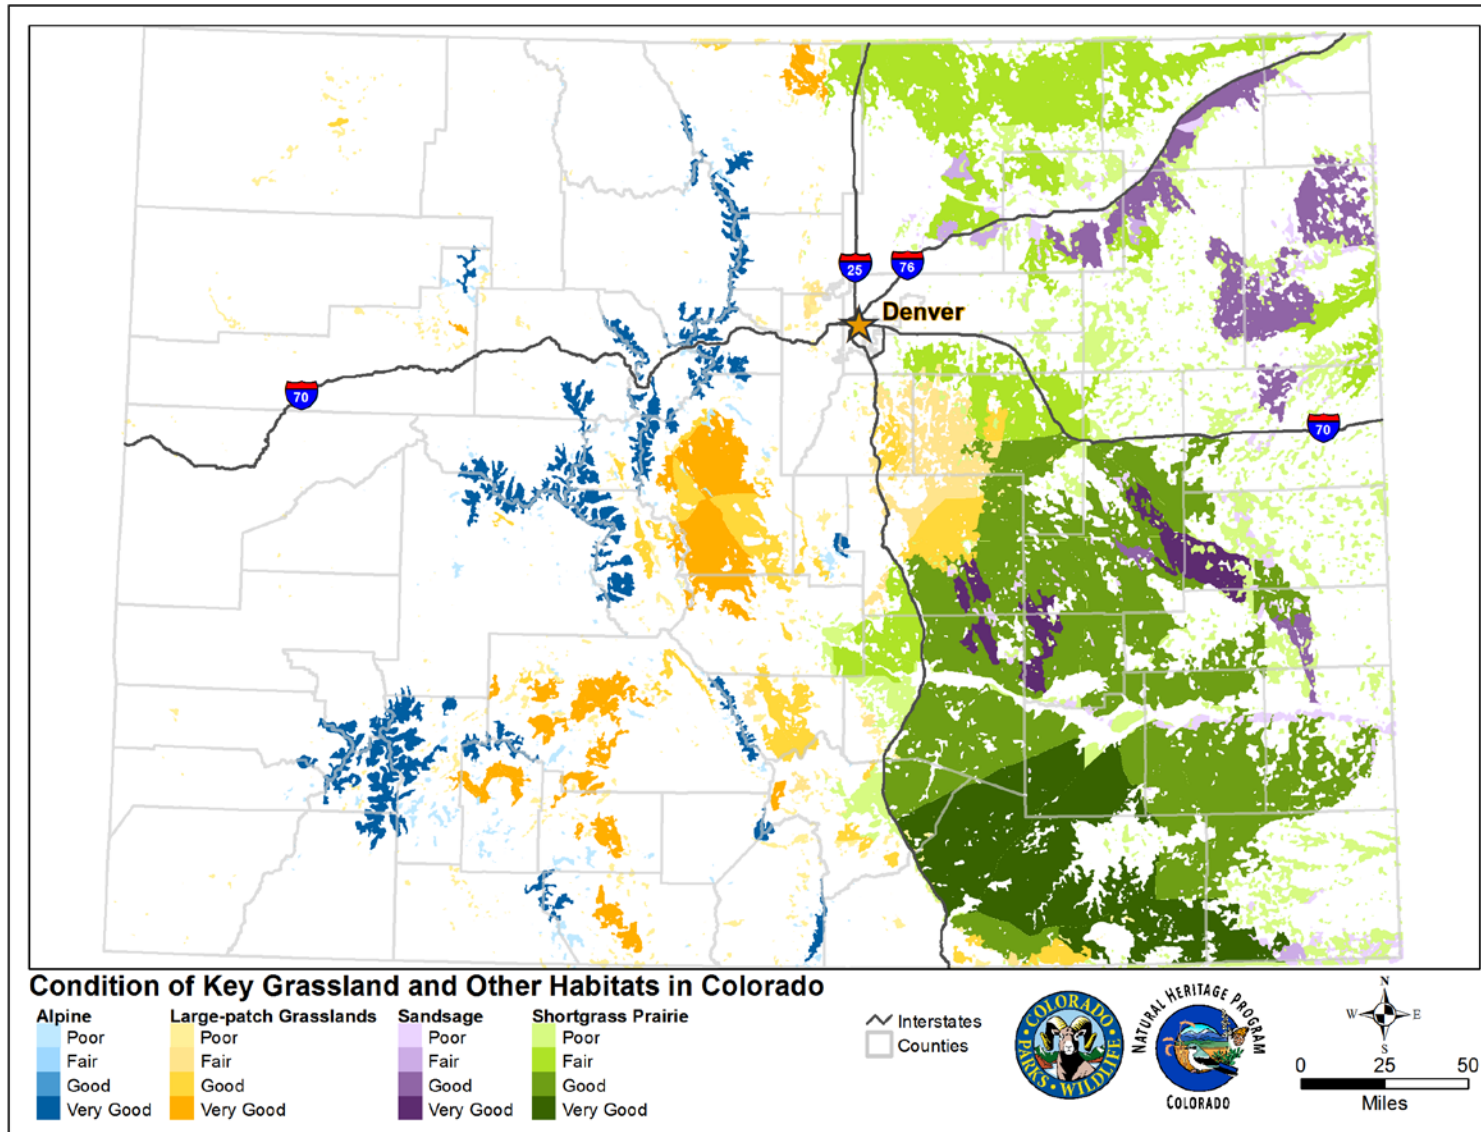 25
76
Denver
70
70
Condition of Key Grassland and Other Habitats in Colorado
Alpine
Poor
Fair
Good
Very Good
Large-patch Grasslands
Poor
Fair
Good
Very Good
Sandsage
Poor
Fair
Good
Very Good
Shortgrass Prairie
Poor
Fair
Good
Very Good
Interstates
Counties
COLORADO
PARKS • WILDLIFE
NATURAL HERITAGE PROGRAM
COLORADO
N
W E
S
0 25 50
Miles